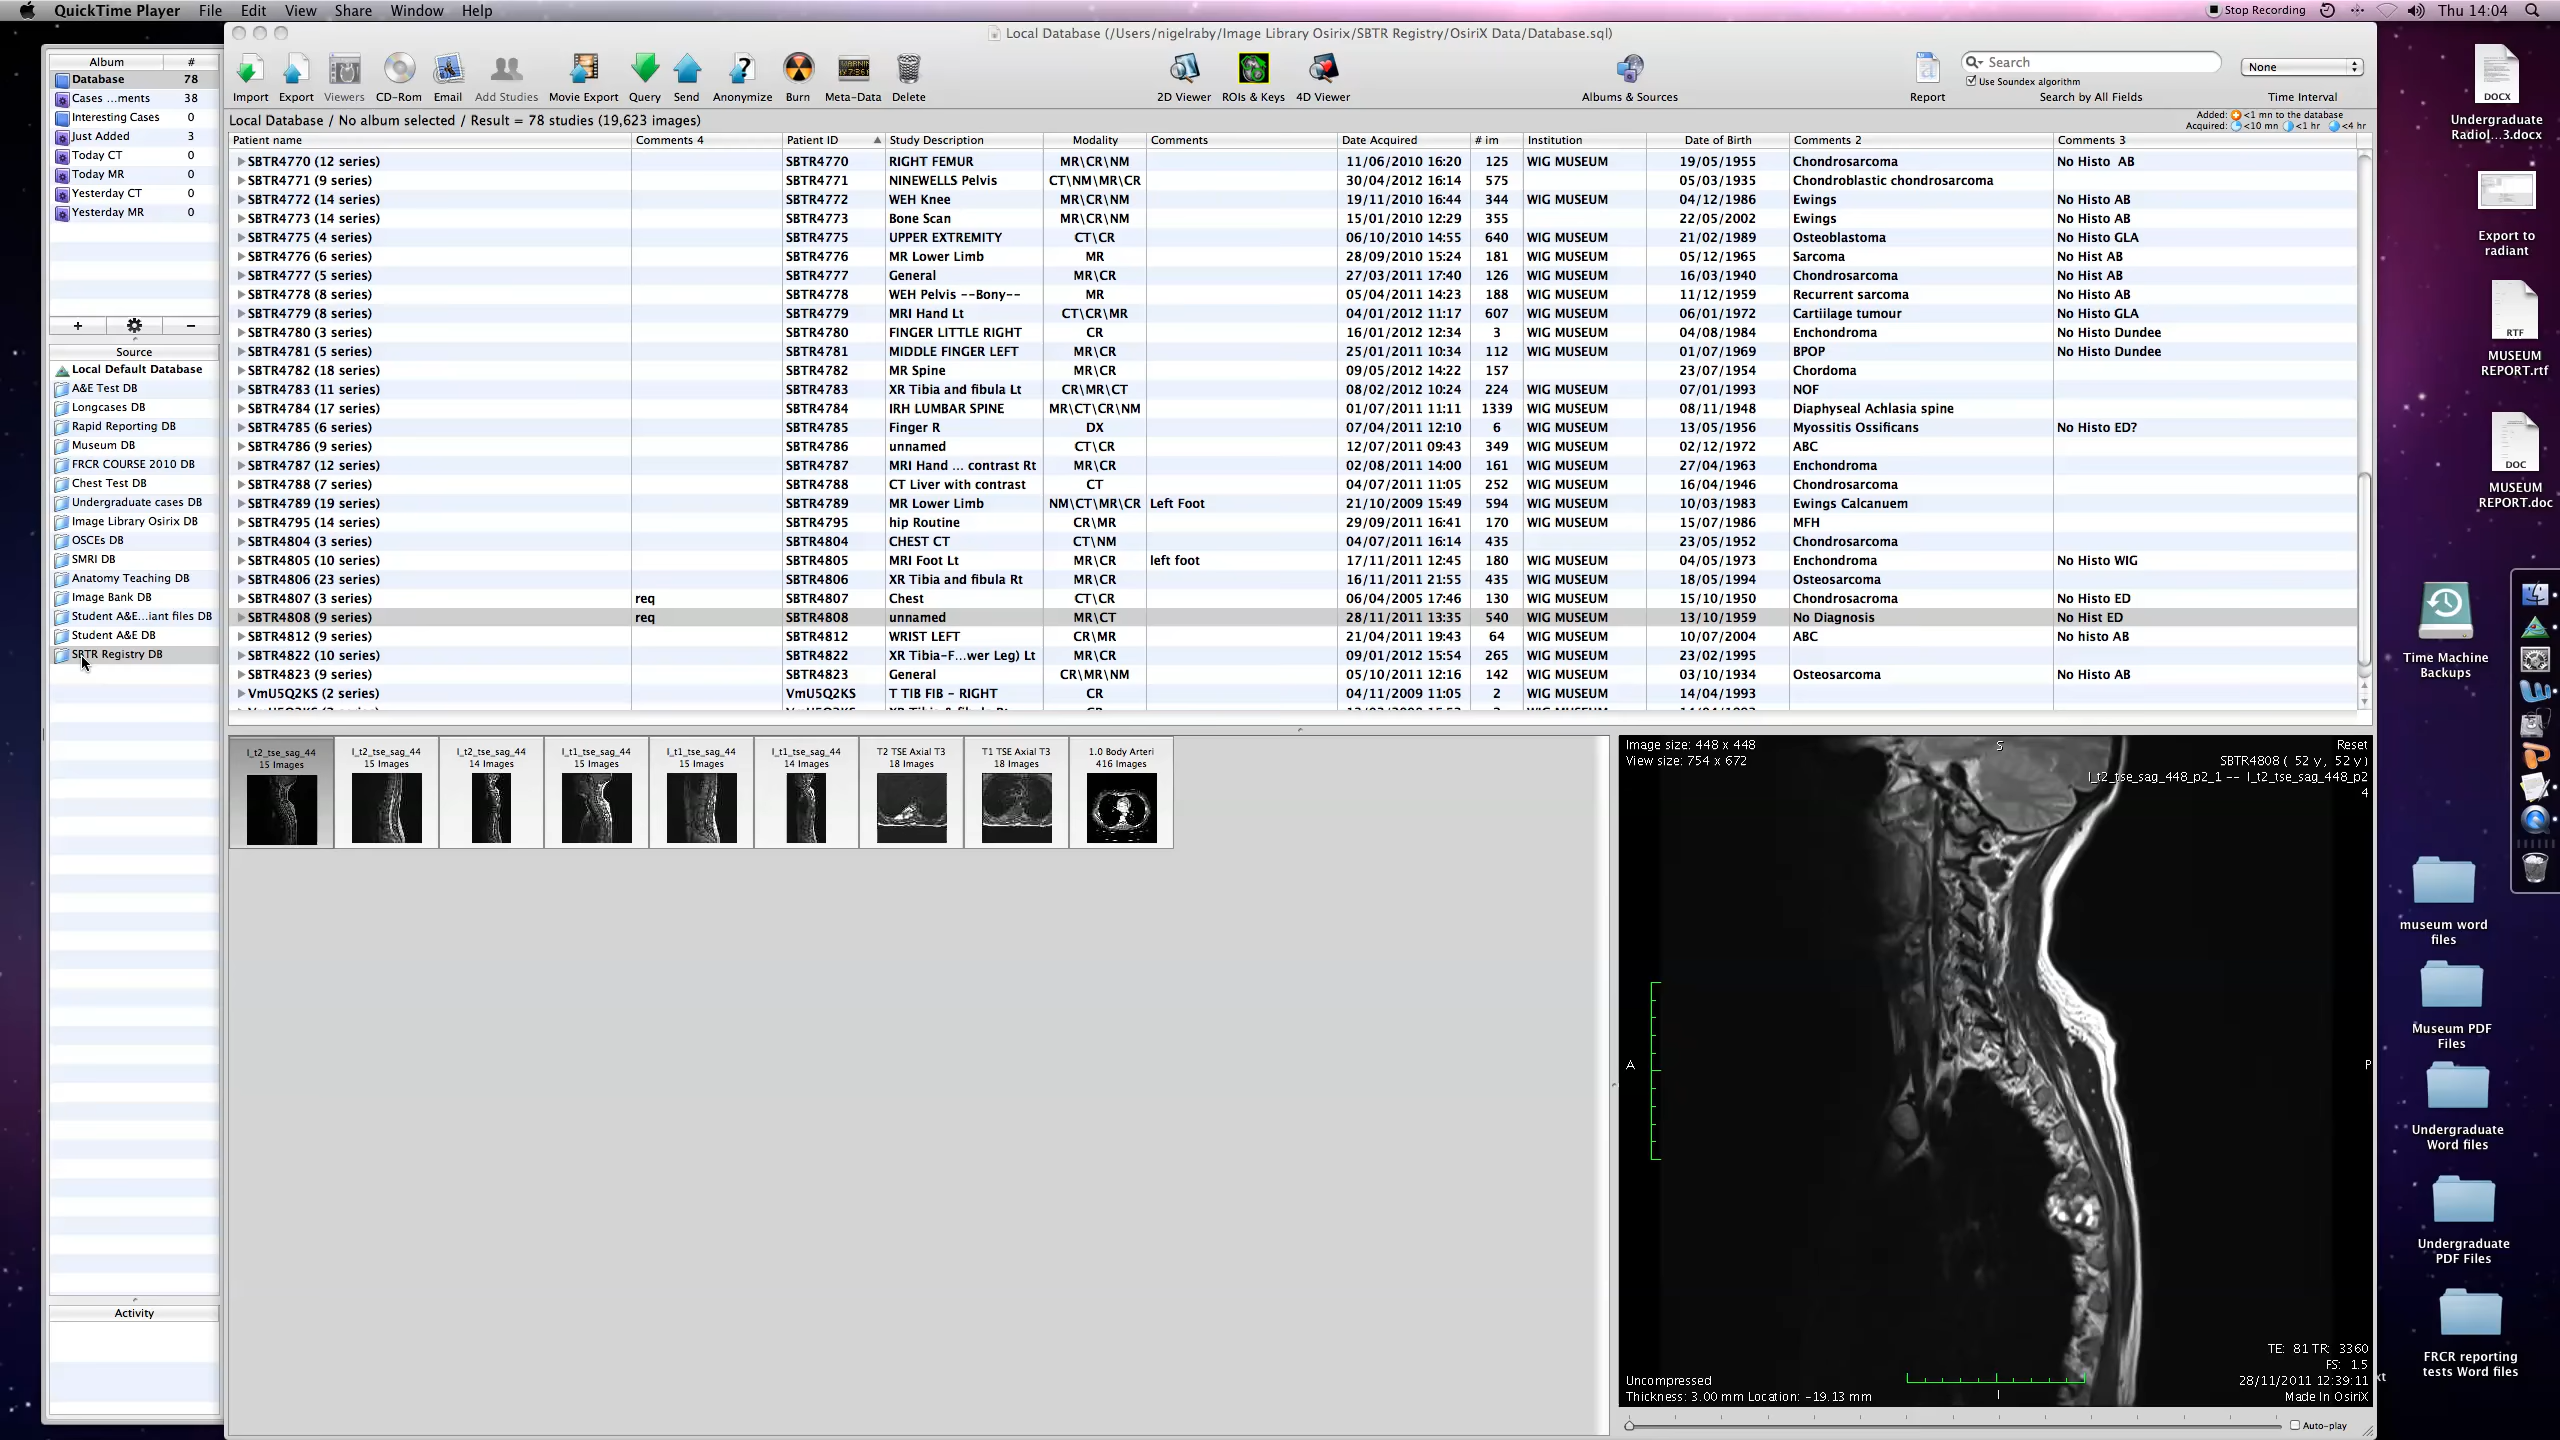 QuickTime Player File Edit View Share Window Help
Stop Recording Thu 14:04
Local Database (/Users/nigelraby/Image Library Osirix/SBTR Registry/OsiriX Data/Database.sql)
Import Export Viewers CD-Rom Email Add Studies Movie Export Query Send Anonymize Burn Meta-Data Delete
2D Viewer ROIs & Keys 4D Viewer
Albums & Sources
Report
Search
Use Soundex algorithm
Search by All Fields
None
Time Interval
Album #
Database 78
Cases ...ments 38
Interesting Cases 0
Just Added 3
Today CT 0
Today MR 0
Yesterday CT 0
Yesterday MR 0
+ −
Source
Local Default Database
A&E Test DB
Longcases DB
Rapid Reporting DB
Museum DB
FRCR COURSE 2010 DB
Chest Test DB
Undergraduate cases DB
Image Library Osirix DB
OSCEs DB
SMRI DB
Anatomy Teaching DB
Image Bank DB
Student A&E...iant files DB
Student A&E DB
SBTR Registry DB
Activity
Local Database / No album selected / Result = 78 studies (19,623 images)
Added: <1 mn to the database
Acquired: <10 mn <1 hr <4 hr
Patient name Comments 4 Patient ID Study Description Modality Comments Date Acquired # im Institution Date of Birth Comments 2 Comments 3
SBTR4770 (12 series) SBTR4770 RIGHT FEMUR MR\CR\NM 11/06/2010 16:20 125 WIG MUSEUM 19/05/1955 Chondrosarcoma No Histo AB
SBTR4771 (9 series) SBTR4771 NINEWELLS Pelvis CT\NM\MR\CR 30/04/2012 16:14 575 05/03/1935 Chondroblastic chondrosarcoma
SBTR4772 (14 series) SBTR4772 WEH Knee MR\CR\NM 19/11/2010 16:44 344 WIG MUSEUM 04/12/1986 Ewings No Histo AB
SBTR4773 (14 series) SBTR4773 Bone Scan MR\CR\NM 15/01/2010 12:29 355 22/05/2002 Ewings No Histo AB
SBTR4775 (4 series) SBTR4775 UPPER EXTREMITY CT\CR 06/10/2010 14:55 640 WIG MUSEUM 21/02/1989 Osteoblastoma No Histo GLA
SBTR4776 (6 series) SBTR4776 MR Lower Limb MR 28/09/2010 15:24 181 WIG MUSEUM 05/12/1965 Sarcoma No Hist AB
SBTR4777 (5 series) SBTR4777 General MR\CR 27/03/2011 17:40 126 WIG MUSEUM 16/03/1940 Chondrosarcoma No Hist AB
SBTR4778 (8 series) SBTR4778 WEH Pelvis --Bony-- MR 05/04/2011 14:23 188 WIG MUSEUM 11/12/1959 Recurrent sarcoma No Histo AB
SBTR4779 (8 series) SBTR4779 MRI Hand Lt CT\CR\MR 04/01/2012 11:17 607 WIG MUSEUM 06/01/1972 Cartiilage tumour No Histo GLA
SBTR4780 (3 series) SBTR4780 FINGER LITTLE RIGHT CR 16/01/2012 12:34 3 WIG MUSEUM 04/08/1984 Enchondroma No Histo Dundee
SBTR4781 (5 series) SBTR4781 MIDDLE FINGER LEFT MR\CR 25/01/2011 10:34 112 WIG MUSEUM 01/07/1969 BPOP No Histo Dundee
SBTR4782 (18 series) SBTR4782 MR Spine MR\CR 09/05/2012 14:22 157 23/07/1954 Chordoma
SBTR4783 (11 series) SBTR4783 XR Tibia and fibula Lt CR\MR\CT 08/02/2012 10:24 224 WIG MUSEUM 07/01/1993 NOF
SBTR4784 (17 series) SBTR4784 IRH LUMBAR SPINE MR\CT\CR\NM 01/07/2011 11:11 1339 WIG MUSEUM 08/11/1948 Diaphyseal Achlasia spine
SBTR4785 (6 series) SBTR4785 Finger R DX 07/04/2011 12:10 6 WIG MUSEUM 13/05/1956 Myossitis Ossificans No Histo ED?
SBTR4786 (9 series) SBTR4786 unnamed CT\CR 12/07/2011 09:43 349 WIG MUSEUM 02/12/1972 ABC
SBTR4787 (12 series) SBTR4787 MRI Hand ... contrast Rt MR\CR 02/08/2011 14:00 161 WIG MUSEUM 27/04/1963 Enchondroma
SBTR4788 (7 series) SBTR4788 CT Liver with contrast CT 04/07/2011 11:05 252 WIG MUSEUM 16/04/1946 Chondrosarcoma
SBTR4789 (19 series) SBTR4789 MR Lower Limb NM\CT\MR\CR Left Foot 21/10/2009 15:49 594 WIG MUSEUM 10/03/1983 Ewings Calcanuem
SBTR4795 (14 series) SBTR4795 hip Routine CR\MR 29/09/2011 16:41 170 WIG MUSEUM 15/07/1986 MFH
SBTR4804 (3 series) SBTR4804 CHEST CT CT\NM 04/07/2011 16:14 435 23/05/1952 Chondrosarcoma
SBTR4805 (10 series) SBTR4805 MRI Foot Lt MR\CR left foot 17/11/2011 12:45 180 WIG MUSEUM 04/05/1973 Enchondroma No Histo WIG
SBTR4806 (23 series) SBTR4806 XR Tibia and fibula Rt MR\CR 16/11/2011 21:55 435 WIG MUSEUM 18/05/1994 Osteosarcoma
SBTR4807 (3 series) req SBTR4807 Chest CT\CR 06/04/2005 17:46 130 WIG MUSEUM 15/10/1950 Chondosacroma No Histo ED
SBTR4808 (9 series) req SBTR4808 unnamed MR\CT 28/11/2011 13:35 540 WIG MUSEUM 13/10/1959 No Diagnosis No Hist ED
SBTR4812 (9 series) SBTR4812 WRIST LEFT CR\MR 21/04/2011 19:43 64 WIG MUSEUM 10/07/2004 ABC No histo AB
SBTR4822 (10 series) SBTR4822 XR Tibia-F...wer Leg) Lt MR\CR 09/01/2012 15:54 265 WIG MUSEUM 23/02/1995
SBTR4823 (9 series) SBTR4823 General CR\MR\NM 05/10/2011 12:16 142 WIG MUSEUM 03/10/1934 Osteosarcoma No Histo AB
VmU5Q2KS (2 series) VmU5Q2KS T TIB FIB - RIGHT CR 04/11/2009 11:05 2 WIG MUSEUM 14/04/1993
l_t2_tse_sag_44 l_t2_tse_sag_44 l_t2_tse_sag_44 l_t1_tse_sag_44 l_t1_tse_sag_44 l_t1_tse_sag_44 T2 TSE Axial T3 T1 TSE Axial T3 1.0 Body Arteri
15 Images 15 Images 14 Images 15 Images 15 Images 14 Images 18 Images 18 Images 416 Images
Image size: 448 x 448
View size: 754 x 672
S
Reset
SBTR4808 ( 52 y, 52 y)
l_t2_tse_sag_448_p2_1 -- l_t2_tse_sag_448_p2
4
A
P
TE: 81 TR: 3360
FS: 1.5
28/11/2011 12:39:11
Made In OsiriX
Uncompressed
Thickness: 3.00 mm Location: -19.13 mm
I
Auto-play
DOCX
Undergraduate
Radiol...3.docx
Export to
radiant
RTF
MUSEUM
REPORT.rtf
DOC
MUSEUM
REPORT.doc
Time Machine
Backups
museum word
files
Museum PDF
Files
Undergraduate
Word files
Undergraduate
PDF Files
FRCR reporting
tests Word files